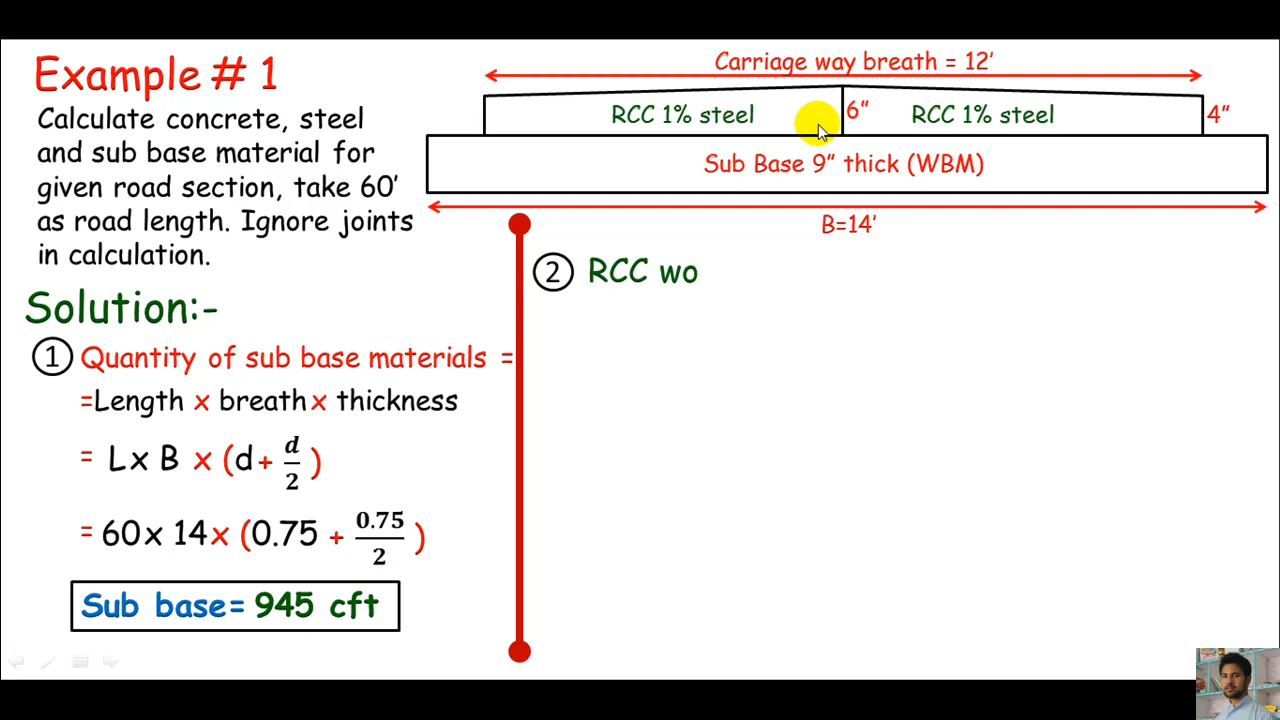 Example # 1
Calculate concrete, steel
and sub base material for
given road section, take 60'
as road length. Ignore joints
in calculation.
Carriage way breath = 12'
RCC 1% steel
6"
RCC 1% steel
4"
Sub Base 9" thick (WBM)
B=14'
Solution:-
1 Quantity of sub base materials =
=Length x breath x thickness
= L x B x (d + d/2)
= 60 x 14 x (0.75 + 0.75/2)
Sub base= 945 cft
2 RCC wo